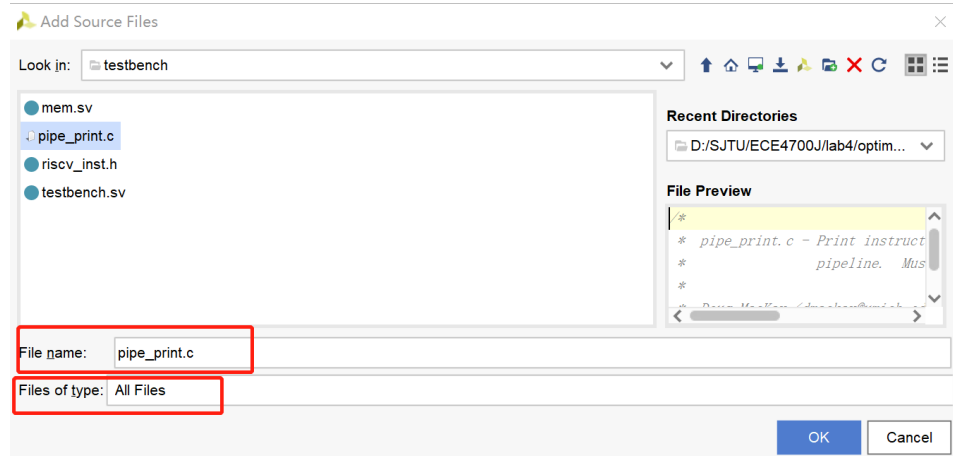 Add Source Files
Look in: testbench
mem.sv
pipe_print.c
riscv_inst.h
testbench.sv
Recent Directories
D:/SJTU/ECE4700J/lab4/optim...
File Preview
/*
* pipe_print.c - Print instruct
* pipeline. Mus
*
File name: pipe_print.c
Files of type: All Files
OK Cancel